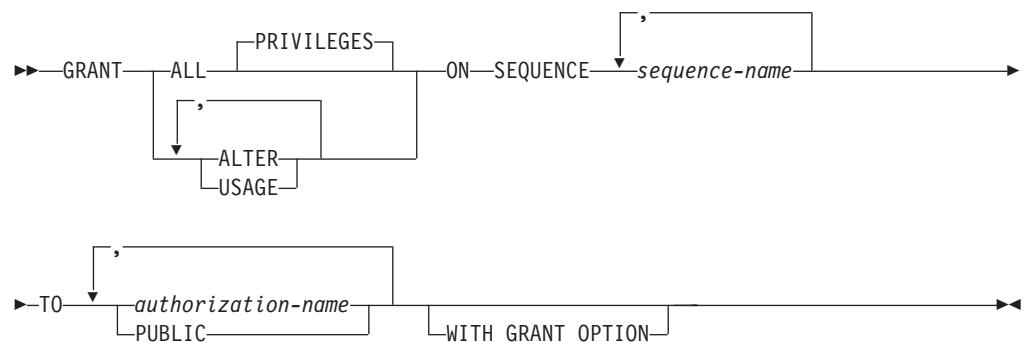 , 
PRIVILEGES
GRANT ALL ON SEQUENCE sequence-name
,
ALTER
USAGE
,
TO authorization-name
PUBLIC WITH GRANT OPTION